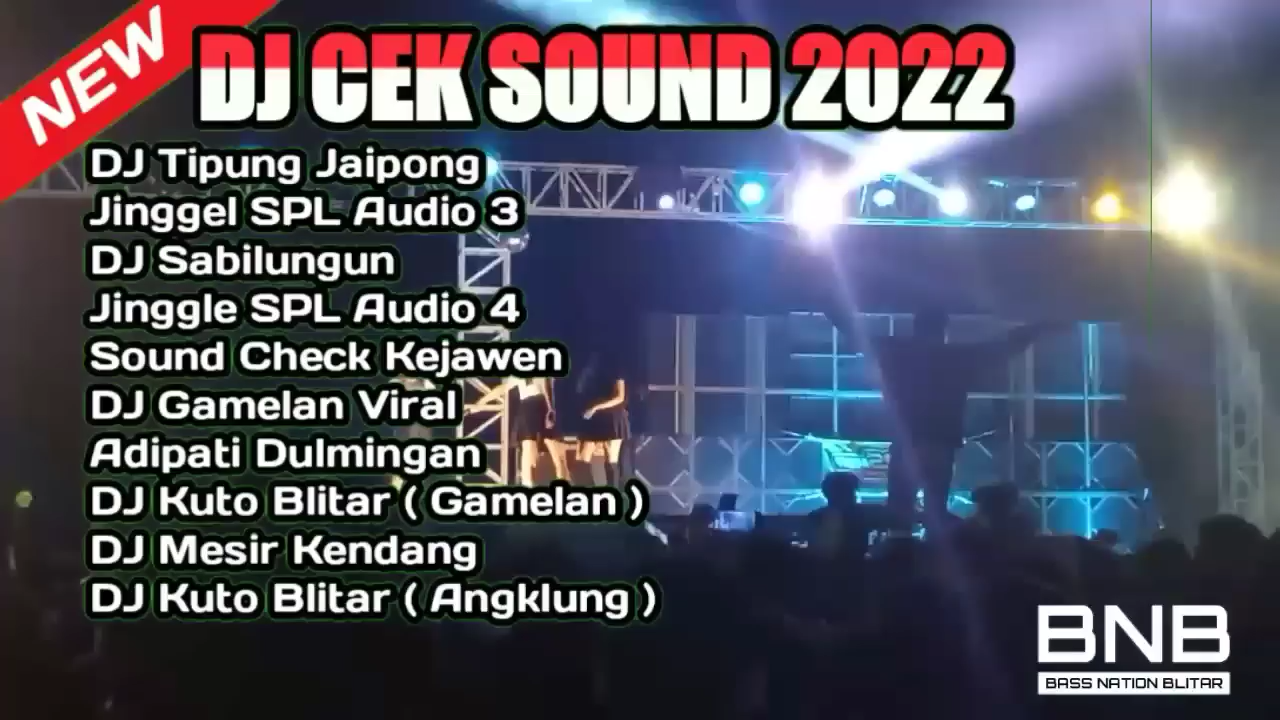 NEW
DJ CEK SOUND 2022
DJ Tipung Jaipong
Jinggel SPL Audio 3
DJ Sabilungun
Jinggle SPL Audio 4
Sound Check Kejawen
DJ Gamelan Viral
Adipati Dulmingan
DJ Kuto Blitar ( Gamelan )
DJ Mesir Kendang
DJ Kuto Blitar ( Angklung )
BNB
BASS NATION BLITAR